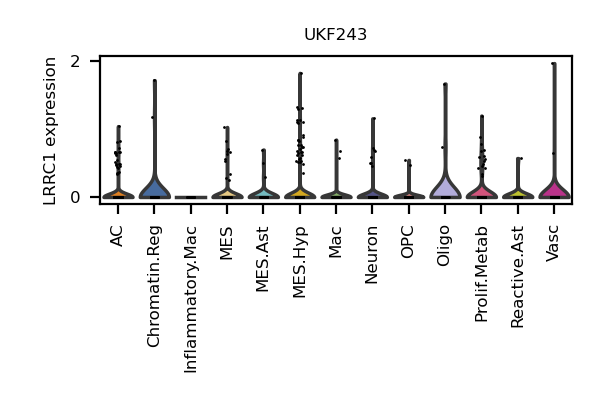 UKF243
LRRC1 expression
2
0
AC
Chromatin.Reg
Inflammatory.Mac
MES
MES.Ast
MES.Hyp
Mac
Neuron
OPC
Oligo
Prolif.Metab
Reactive.Ast
Vasc